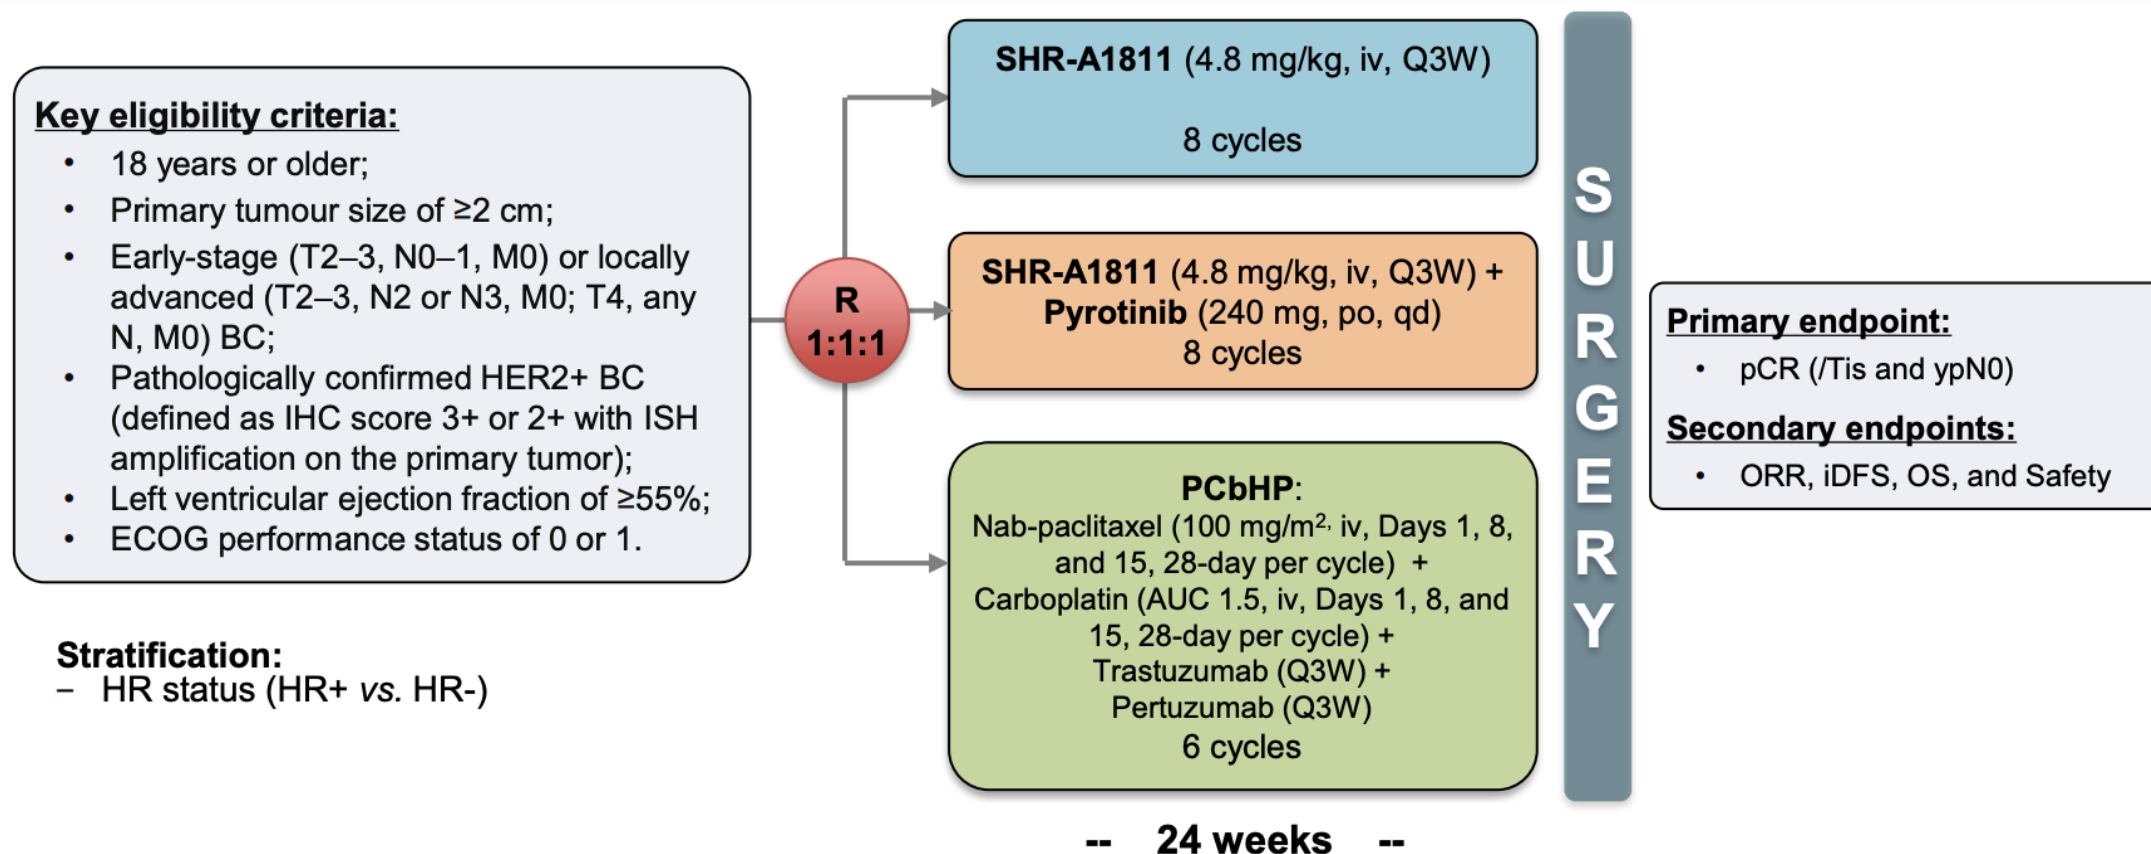 Key eligibility criteria:
• 18 years or older;
• Primary tumour size of ≥2 cm;
• Early-stage (T2–3, N0–1, M0) or locally
advanced (T2–3, N2 or N3, M0; T4, any
N, M0) BC;
• Pathologically confirmed HER2+ BC
(defined as IHC score 3+ or 2+ with ISH
amplification on the primary tumor);
• Left ventricular ejection fraction of ≥55%;
• ECOG performance status of 0 or 1.
Stratification:
– HR status (HR+ vs. HR-)
R
1:1:1
SHR-A1811 (4.8 mg/kg, iv, Q3W)
8 cycles
SHR-A1811 (4.8 mg/kg, iv, Q3W) +
Pyrotinib (240 mg, po, qd)
8 cycles
PCbHP:
Nab-paclitaxel (100 mg/m², iv, Days 1, 8,
and 15, 28-day per cycle) +
Carboplatin (AUC 1.5, iv, Days 1, 8, and
15, 28-day per cycle) +
Trastuzumab (Q3W) +
Pertuzumab (Q3W)
6 cycles
-- 24 weeks --
SURGERY
Primary endpoint:
• pCR (/Tis and ypN0)
Secondary endpoints:
• ORR, iDFS, OS, and Safety